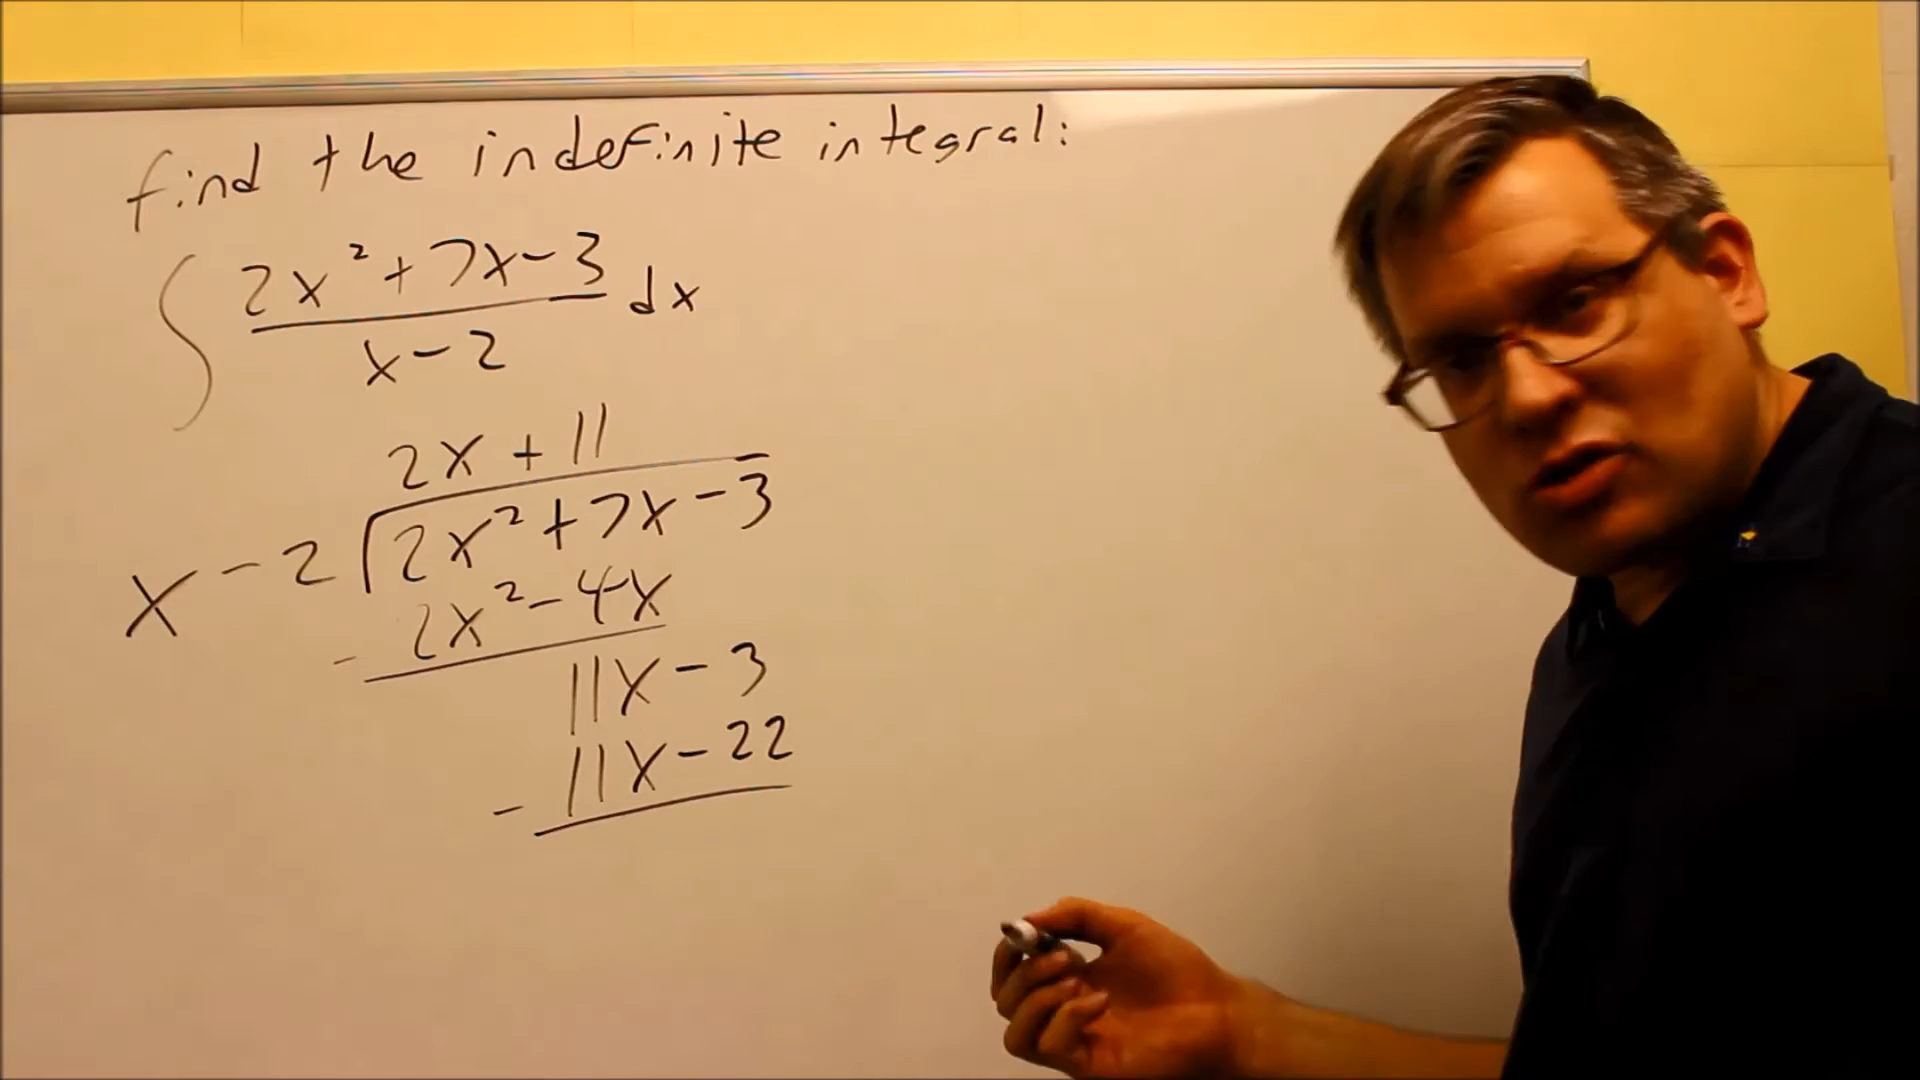 find the indefinite integral:
∫ (2x² + 7x - 3)/(x - 2) dx
2x + 11
x - 2 ⟌ 2x² + 7x - 3
- 2x² - 4x
11x - 3
- 11x - 22